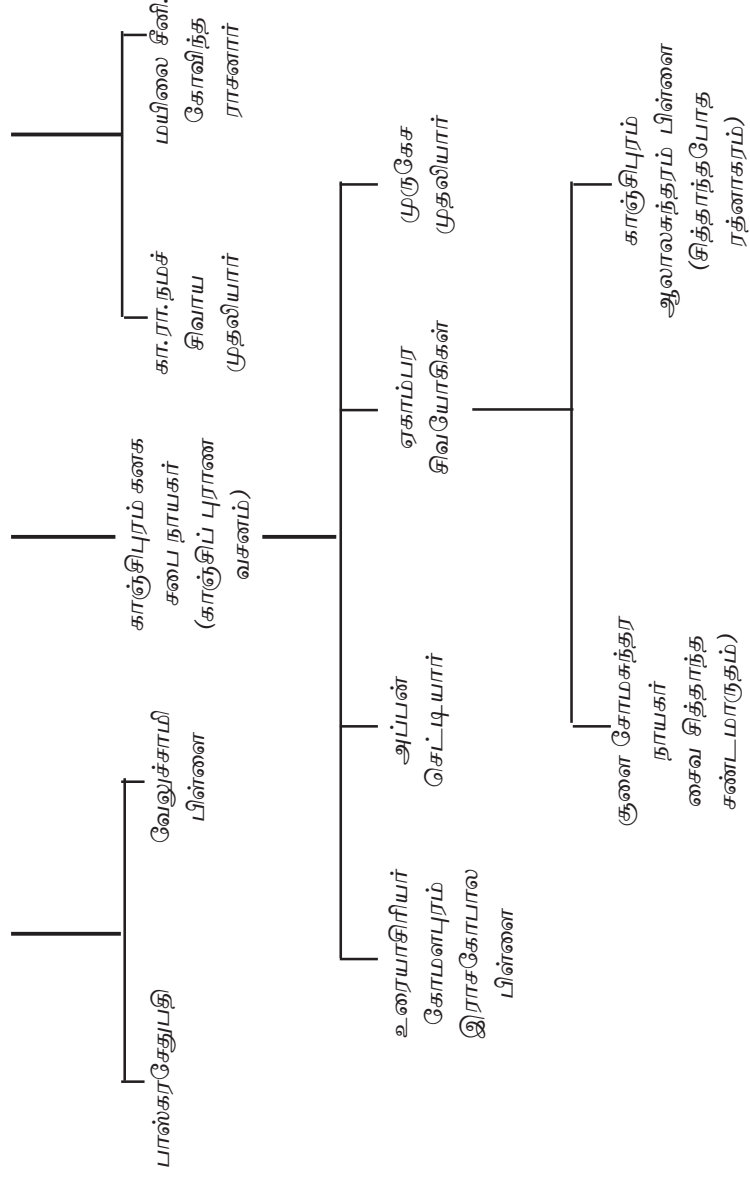 பாஸ்கரசேதுபதி
வேலுச்சாமி
பிள்ளை
காஞ்சிபுரம் கனக
சபை நாயகர்
(காஞ்சிப் புராண
வசனம்)
கா.ரா.நமச்
சிவாய
முதலியார்
மயிலை சீனி.
கோவிந்த
ராசனார்
உரையாசிரியர்
கோமளபுரம்
இராசகோபால
பிள்ளை
அப்பன்
செட்டியார்
ஏகாம்பர
சிவயோகிகள்
முருகேச
முதலியார்
சூளை சோமசுந்தர
நாயகர்
சைவ சித்தாந்த
சண்டமாருதம்)
காஞ்சிபுரம்
ஆலாலசுந்தரம் பிள்ளை
(சித்தாந்தபோத
ரத்னாகரம்)